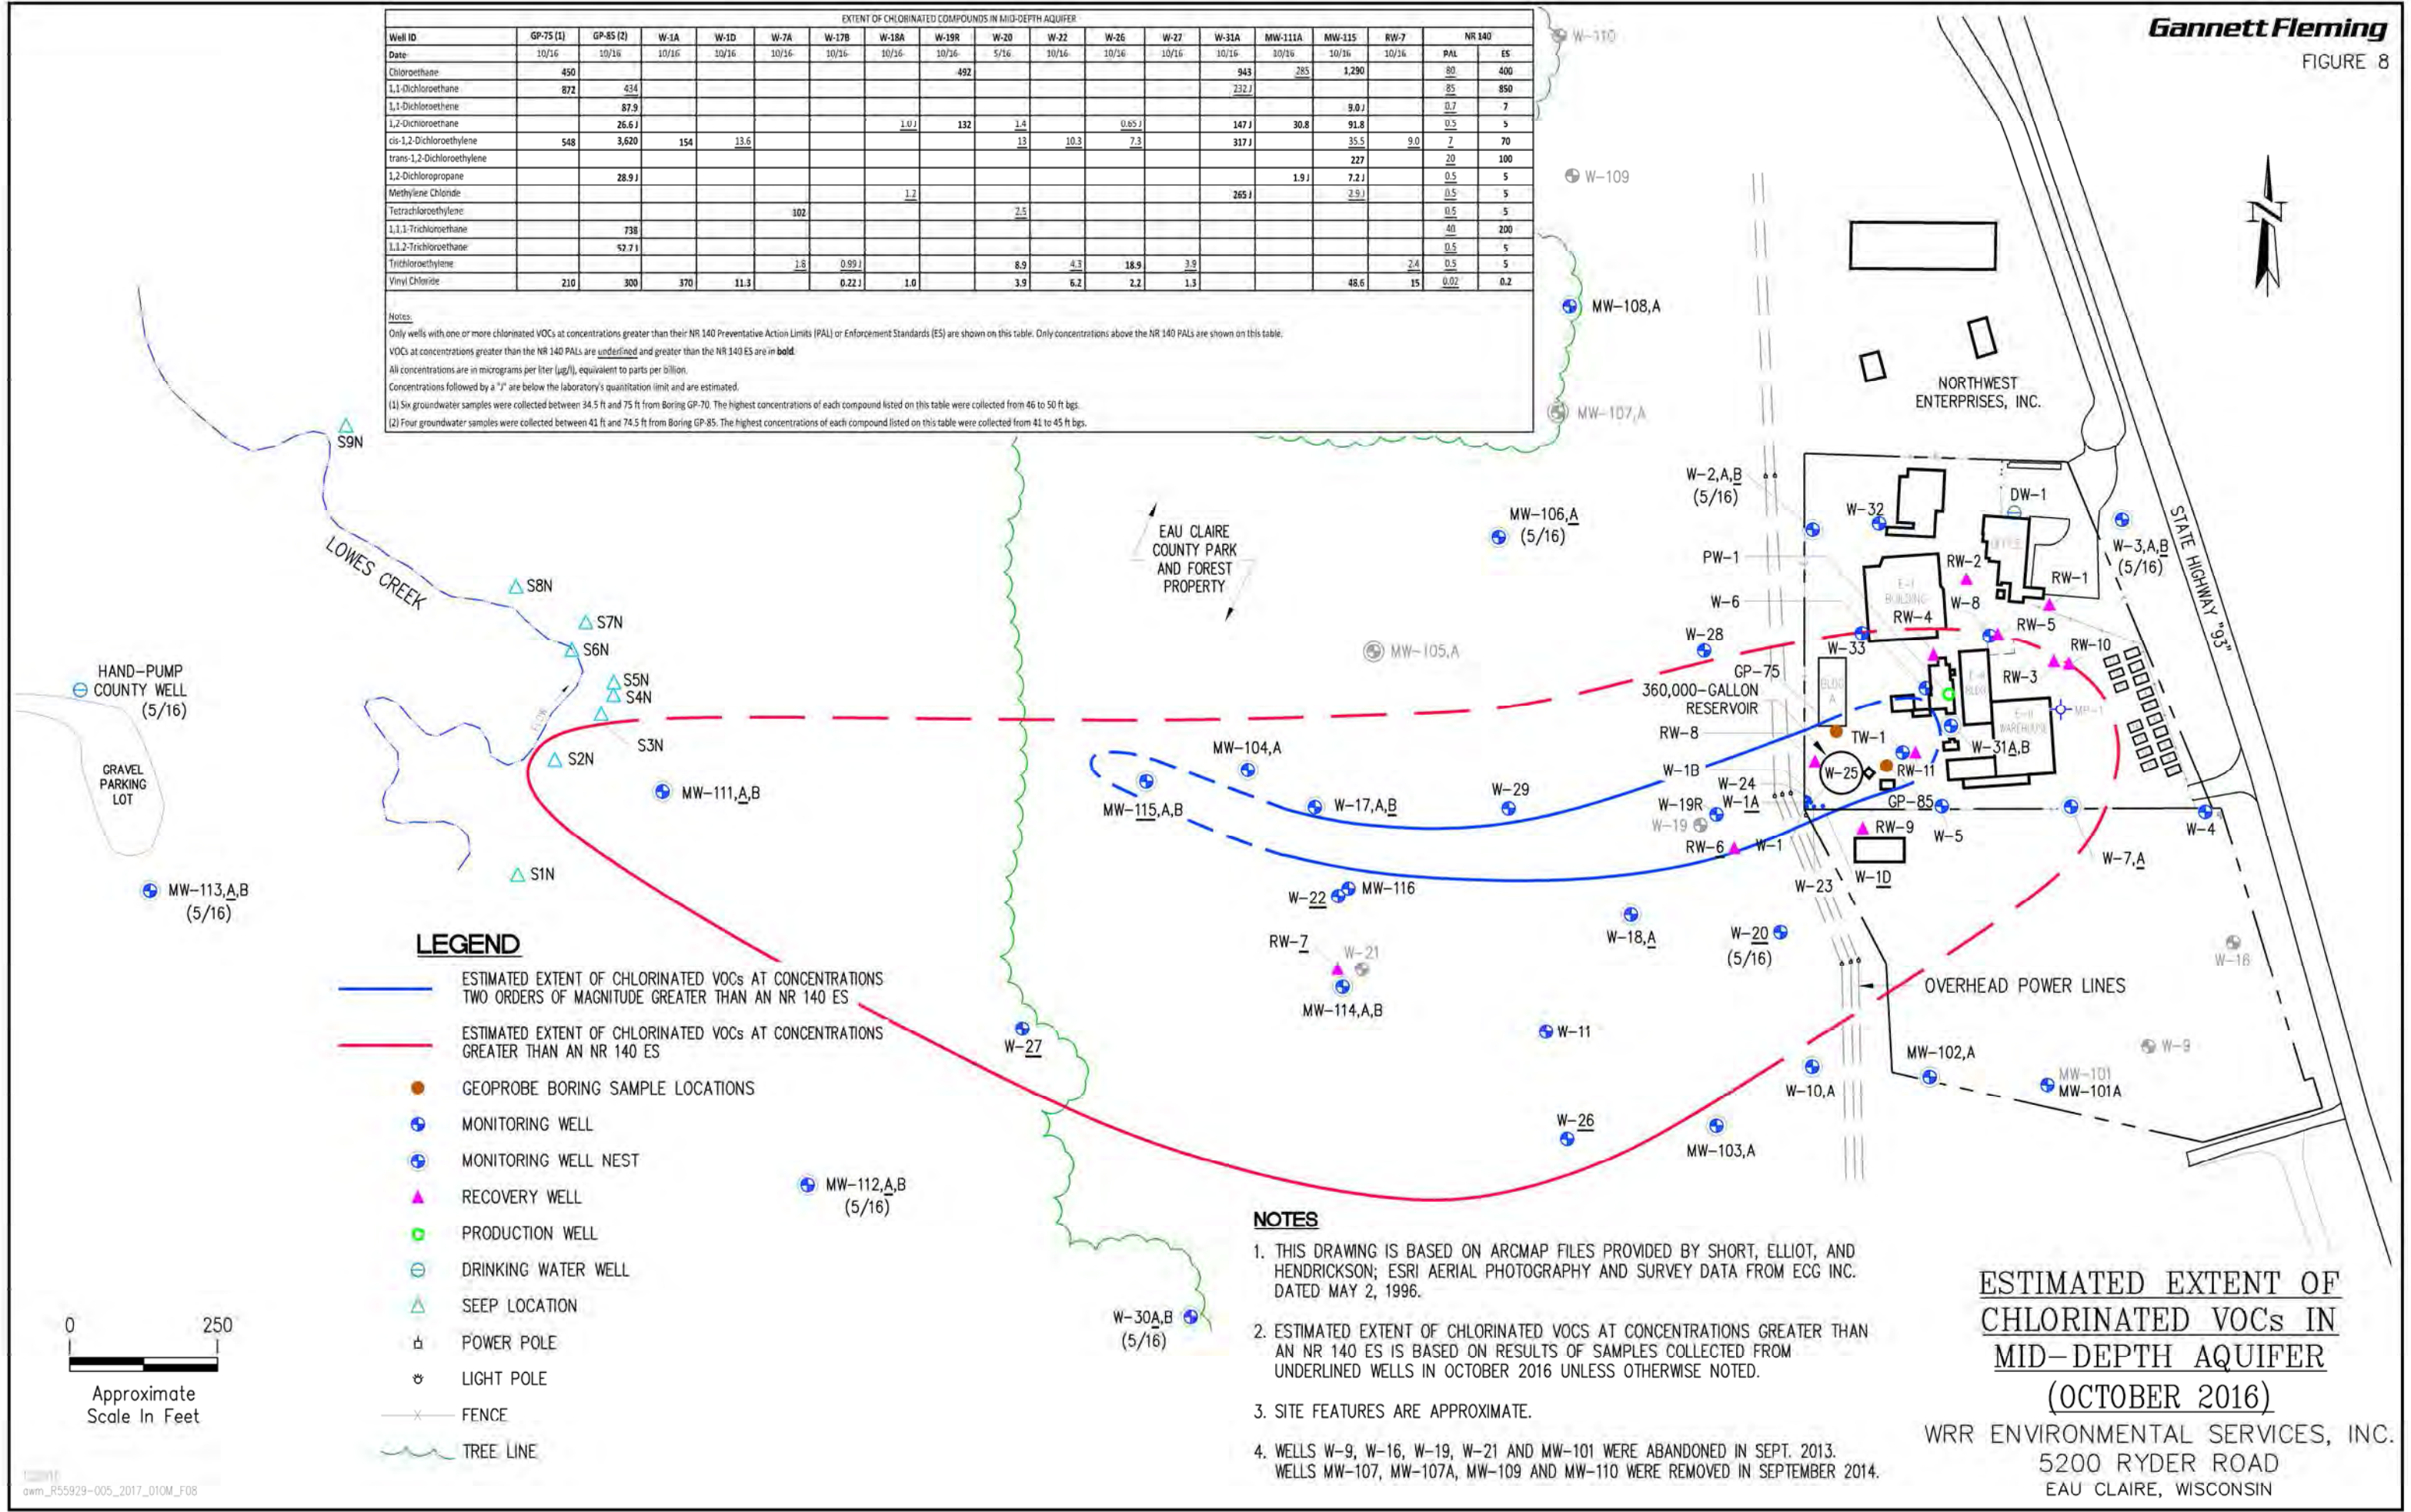 Gannett Fleming
FIGURE 8
EXTENT OF CHLORINATED COMPOUNDS IN MID-DEPTH AQUIFER
Well ID GP-75 (1) GP-85 (2) W-1A W-1D W-7A W-17B W-18A W-19R W-20 W-22 W-26 W-27 W-31A MW-111A MW-115 RW-7 NR 140
Date 10/16 10/16 10/16 10/16 10/16 10/16 10/16 10/16 5/16 10/16 10/16 10/16 10/16 10/16 10/16 10/16 PAL ES
Chloroethane 450 492 943 285 1,290 80 400
1,1-Dichloroethane 872 434 232 J 85 850
1,1-Dichloroethene 87.9 9.0 J 0.7 7
1,2-Dichloroethane 26.6 J 1.0 J 132 1.4 0.65 J 147 J 30.8 91.8 0.5 5
cis-1,2-Dichloroethylene 548 3,620 154 13.6 13 10.3 7.3 317 J 35.5 9.0 7 70
trans-1,2-Dichloroethylene 227 20 100
1,2-Dichloropropane 28.9 J 1.9 J 7.2 J 0.5 5
Methylene Chloride 1.2 265 J 2.9 J 0.5 5
Tetrachloroethylene 102 2.5 0.5 5
1,1,1-Trichloroethane 738 40 200
1,1,2-Trichloroethane 52.7 J 0.5 5
Trichloroethylene 1.8 0.99 J 8.9 4.3 18.9 3.9 2.4 0.5 5
Vinyl Chloride 210 300 370 11.3 0.22 J 1.0 3.9 6.2 2.2 1.3 48.6 15 0.02 0.2
Notes:
Only wells with one or more chlorinated VOCs at concentrations greater than their NR 140 Preventative Action Limits (PAL) or Enforcement Standards (ES) are shown on this table. Only concentrations above the NR 140 PALs are shown on this table.
VOCs at concentrations greater than the NR 140 PALs are underlined and greater than the NR 140 ES are in bold.
All concentrations are in micrograms per liter (µg/l), equivalent to parts per billion.
Concentrations followed by a "J" are below the laboratory's quantitation limit and are estimated.
(1) Six groundwater samples were collected between 34.5 ft and 75 ft from Boring GP-70. The highest concentrations of each compound listed on this table were collected from 46 to 50 ft bgs.
(2) Four groundwater samples were collected between 41 ft and 74.5 ft from Boring GP-85. The highest concentrations of each compound listed on this table were collected from 41 to 45 ft bgs.
W-110
W-109
MW-108,A
MW-107,A
N
NORTHWEST
ENTERPRISES, INC.
STATE HIGHWAY "93"
S9N
LOWES CREEK
S8N
S7N
S6N
S5N
S4N
S3N
S2N
S1N
FLOW
HAND-PUMP
COUNTY WELL
(5/16)
GRAVEL
PARKING
LOT
MW-113,A,B
(5/16)
MW-111,A,B
EAU CLAIRE
COUNTY PARK
AND FOREST
PROPERTY
MW-106,A
(5/16)
MW-105,A
MW-104,A
MW-115,A,B
W-17,A,B
W-29
W-2,A,B
(5/16)
W-32
DW-1
OFFICE
W-3,A,B
(5/16)
PW-1
RW-2
RW-1
E-1
BUILDING
W-6
W-8
RW-4
RW-5
W-28
W-33
RW-10
GP-75
BLDG
A
BLDG
RW-3
360,000-GALLON
RESERVOIR
MP-1
WAREHOUSE
RW-8
TW-1
W-31A,B
W-1B
W-25
RW-11
W-24
W-19R
W-1A
GP-85
W-19
W-5
W-4
RW-9
RW-6
W-1
W-7,A
W-23
W-1D
W-22
MW-116
W-18,A
W-20
(5/16)
RW-7
W-21
MW-114,A,B
W-16
OVERHEAD POWER LINES
W-11
W-27
W-9
MW-102,A
MW-101
MW-101A
W-10,A
W-26
MW-103,A
MW-112,A,B
(5/16)
W-30A,B
(5/16)
LEGEND
ESTIMATED EXTENT OF CHLORINATED VOCs AT CONCENTRATIONS
TWO ORDERS OF MAGNITUDE GREATER THAN AN NR 140 ES
ESTIMATED EXTENT OF CHLORINATED VOCs AT CONCENTRATIONS
GREATER THAN AN NR 140 ES
GEOPROBE BORING SAMPLE LOCATIONS
MONITORING WELL
MONITORING WELL NEST
RECOVERY WELL
PRODUCTION WELL
DRINKING WATER WELL
SEEP LOCATION
POWER POLE
LIGHT POLE
FENCE
TREE LINE
0 250
Approximate
Scale In Feet
NOTES
1. THIS DRAWING IS BASED ON ARCMAP FILES PROVIDED BY SHORT, ELLIOT, AND
HENDRICKSON; ESRI AERIAL PHOTOGRAPHY AND SURVEY DATA FROM ECG INC.
DATED MAY 2, 1996.
2. ESTIMATED EXTENT OF CHLORINATED VOCS AT CONCENTRATIONS GREATER THAN
AN NR 140 ES IS BASED ON RESULTS OF SAMPLES COLLECTED FROM
UNDERLINED WELLS IN OCTOBER 2016 UNLESS OTHERWISE NOTED.
3. SITE FEATURES ARE APPROXIMATE.
4. WELLS W-9, W-16, W-19, W-21 AND MW-101 WERE ABANDONED IN SEPT. 2013.
WELLS MW-107, MW-107A, MW-109 AND MW-110 WERE REMOVED IN SEPTEMBER 2014.
ESTIMATED EXTENT OF
CHLORINATED VOCs IN
MID-DEPTH AQUIFER
(OCTOBER 2016)
WRR ENVIRONMENTAL SERVICES, INC.
5200 RYDER ROAD
EAU CLAIRE, WISCONSIN
qwm_R55929-005_2017_010M_F08